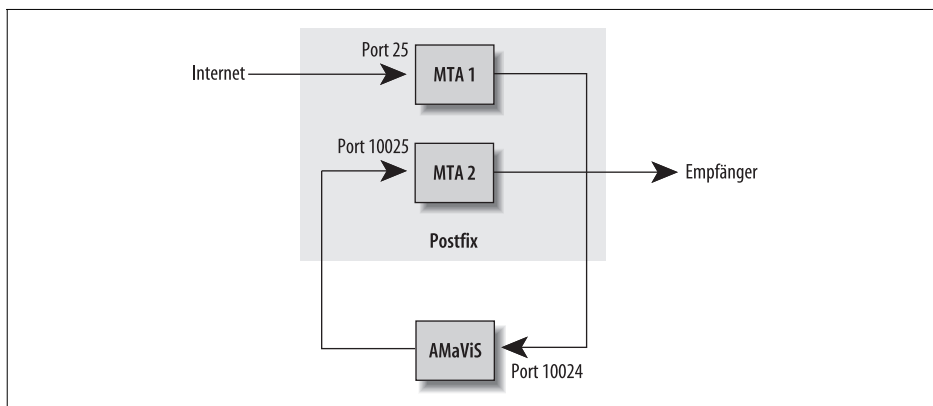 Port 25
Internet
MTA 1
Port 10025
MTA 2
Empfänger
Postfix
AMaViS
Port 10024